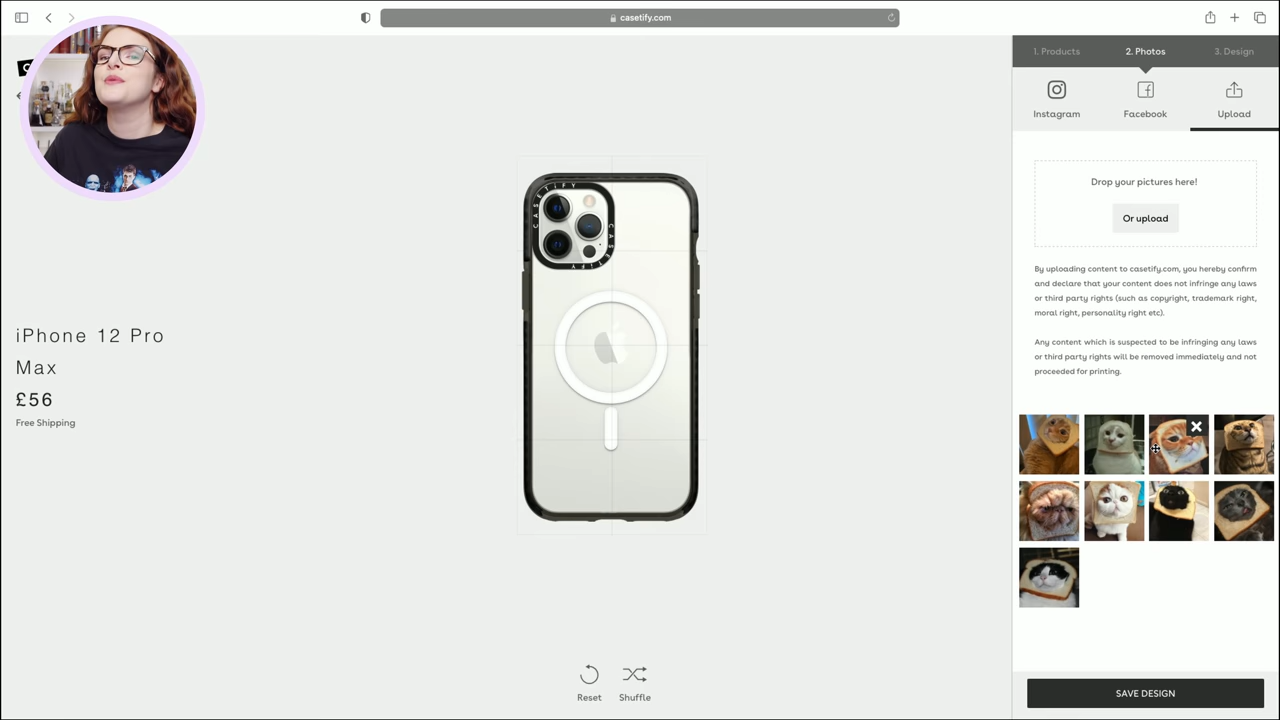 casetify.com
1. Products
2. Photos
3. Design
Instagram
Facebook
Upload
Drop your pictures here!
Or upload
By uploading content to casetify.com, you hereby confirm
and declare that your content does not infringe any laws
or third party rights (such as copyright, trademark right,
moral right, personality right etc).
Any content which is suspected to be infringing any laws
or third party rights will be removed immediately and not
proceeded for printing.
CASETIFY
CASETIFY
iPhone 12 Pro
Max
£56
Free Shipping
Reset
Shuffle
SAVE DESIGN